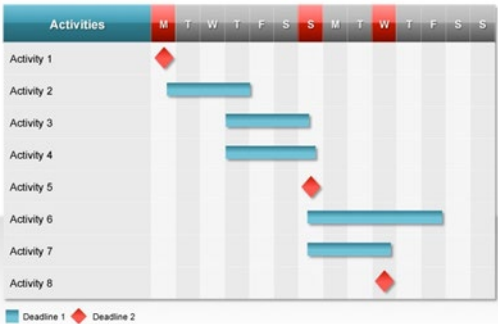 Activities M T W T F S S M T W T F S S
Activity 1
Activity 2
Activity 3
Activity 4
Activity 5
Activity 6
Activity 7
Activity 8
Deadline 1 Deadline 2